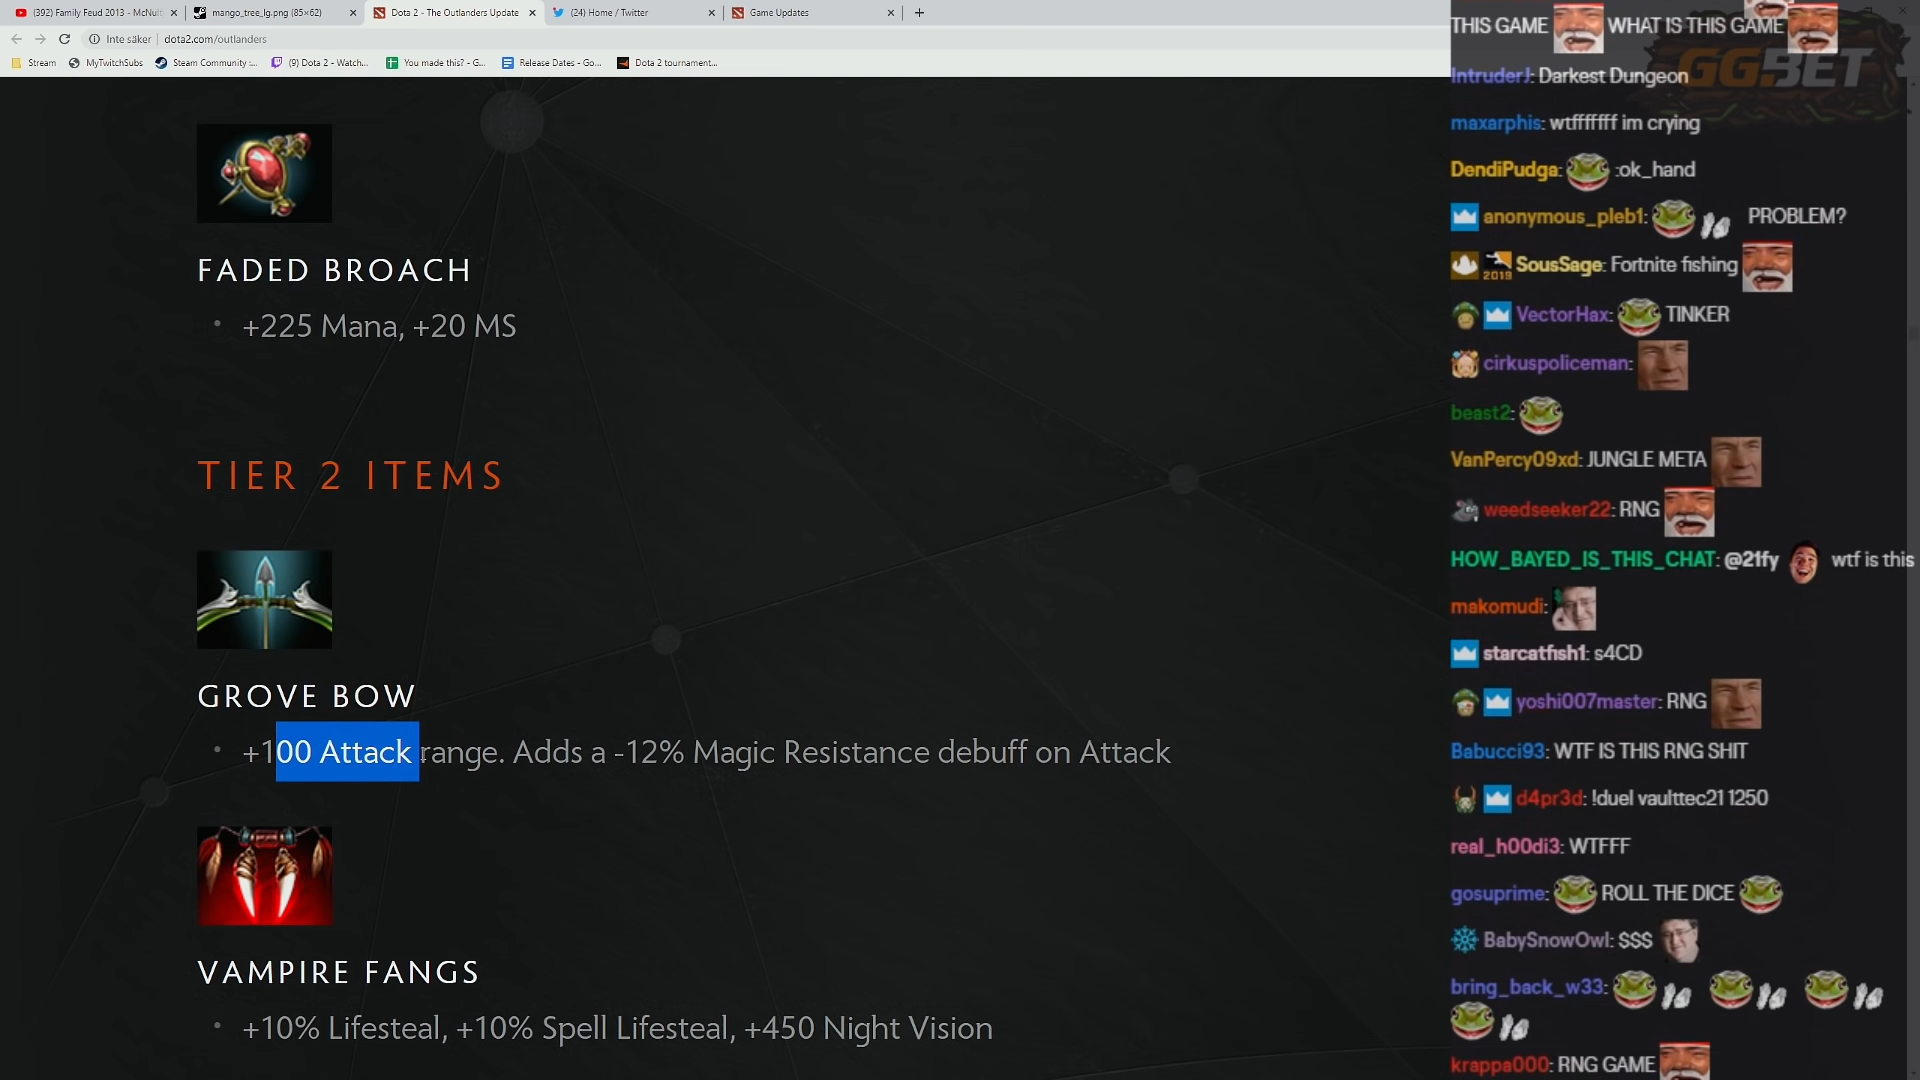 (392) Family Feud 2013 - McNult
mango_tree_lg.png (85×62)
Dota 2 - The Outlanders Update
(24) Home / Twitter
Game Updates
Inte säker
dota2.com/outlanders
Stream
MyTwitchSubs
Steam Community :...
(9) Dota 2 - Watch...
You made this? - G...
Release Dates - Go...
Dota 2 tournament...
FADED BROACH
+225 Mana, +20 MS
TIER 2 ITEMS
GROVE BOW
+100 Attack range. Adds a -12% Magic Resistance debuff on Attack
VAMPIRE FANGS
+10% Lifesteal, +10% Spell Lifesteal, +450 Night Vision
GG.BET
THIS GAME WHAT IS THIS GAME
IntruderJ: Darkest Dungeon
maxarphis: wtfffffff im crying
DendiPudga: :ok_hand
anonymous_pleb1: PROBLEM?
2019 SousSage: Fortnite fishing
VectorHax: TINKER
cirkuspoliceman:
beast2:
VanPercy09xd: JUNGLE META
weedseeker22: RNG
HOW_BAYED_IS_THIS_CHAT: @21fy wtf is this
makomudi:
starcatfish1: s4CD
yoshi007master: RNG
Babucci93: WTF IS THIS RNG SHIT
d4pr3d: !duel vaulttec21 1250
real_h00di3: WTFFF
gosuprime: ROLL THE DICE
BabySnowOwl: $$$
bring_back_w33:
krappa000: RNG GAME